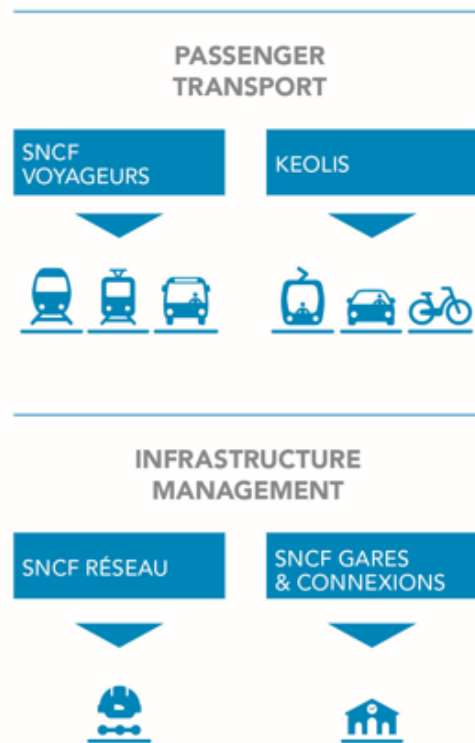 PASSENGER
TRANSPORT
SNCF
VOYAGEURS
KEOLIS
INFRASTRUCTURE
MANAGEMENT
SNCF RÉSEAU
SNCF GARES
& CONNEXIONS